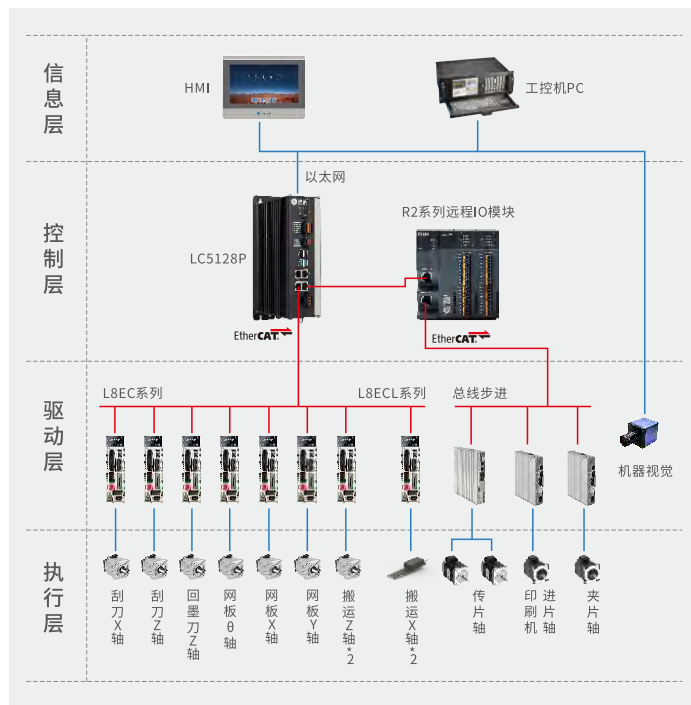 信息层
HMI
工控机PC
以太网
控制层
LC5128P
R2系列远程IO模块
EtherCAT
EtherCAT
驱动层
L8EC系列
L8ECL系列
总线步进
机器视觉
执行层
刮刀X轴
刮刀Z轴
回墨刀Z轴
网板θ轴
网板X轴
网板Y轴
搬运Z轴*2
搬运X轴*2
传片轴
印刷机
进片轴
夹片轴